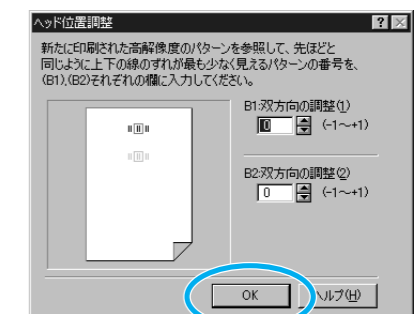 ヘッド位置調整
新たに印刷された高解像度のパターンを参照して、先ほどと
同じように上下の線のずれが最も少なく見えるパターンの番号を、
(B1)、(B2)それぞれの欄に入力してください。
B1:双方向の調整(1)
0 (-1～+1)
B2:双方向の調整(2)
0 (-1～+1)
OK
ヘルプ(H)